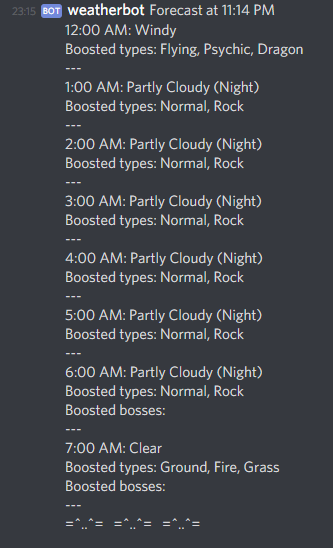 23:15 BOT weatherbot Forecast at 11:14 PM
12:00 AM: Windy
Boosted types: Flying, Psychic, Dragon
---
1:00 AM: Partly Cloudy (Night)
Boosted types: Normal, Rock
---
2:00 AM: Partly Cloudy (Night)
Boosted types: Normal, Rock
---
3:00 AM: Partly Cloudy (Night)
Boosted types: Normal, Rock
---
4:00 AM: Partly Cloudy (Night)
Boosted types: Normal, Rock
---
5:00 AM: Partly Cloudy (Night)
Boosted types: Normal, Rock
---
6:00 AM: Partly Cloudy (Night)
Boosted types: Normal, Rock
Boosted bosses:
---
7:00 AM: Clear
Boosted types: Ground, Fire, Grass
Boosted bosses:
---
=^..^= =^..^= =^..^=